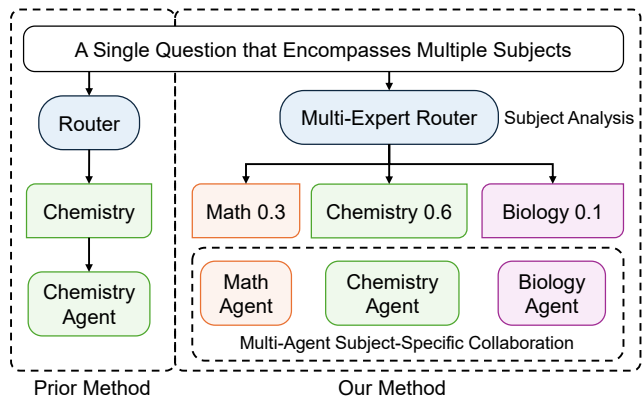 A Single Question that Encompasses Multiple Subjects
Router
Multi-Expert Router
Subject Analysis
Chemistry
Math 0.3
Chemistry 0.6
Biology 0.1
Chemistry
Agent
Math
Agent
Chemistry
Agent
Biology
Agent
Multi-Agent Subject-Specific Collaboration
Prior Method
Our Method